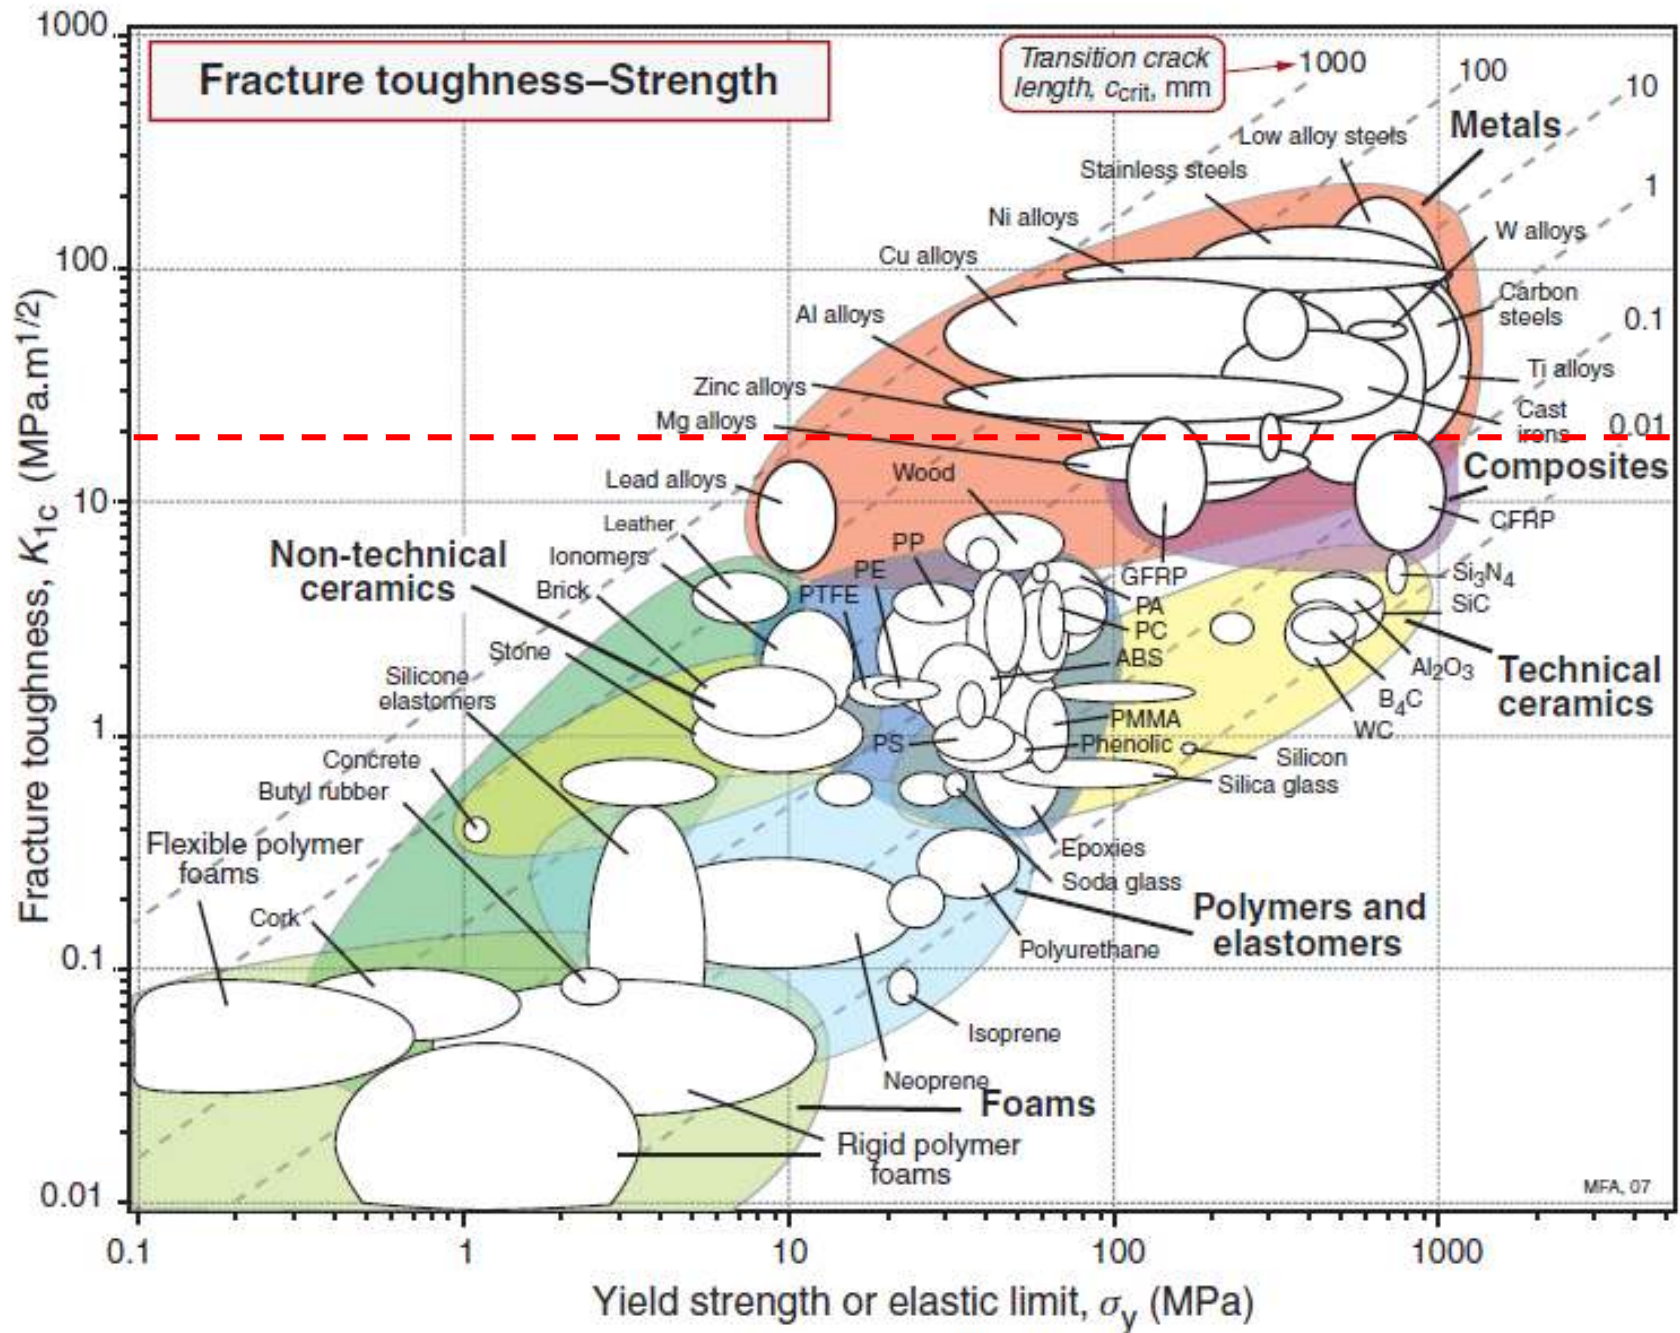 Fracture toughness–Strength
Transition crack
length, ccrit, mm
1000
100
10
1
0.1
0.01
1000
100
10
1
0.1
0.01
Fracture toughness, K1c (MPa.m1/2)
Metals
Low alloy steels
Stainless steels
Ni alloys
W alloys
Cu alloys
Carbon
steels
Al alloys
Ti alloys
Zinc alloys
Cast
irons
Mg alloys
Composites
Wood
Lead alloys
CFRP
Leather
Non-technical
ceramics
Ionomers
PP
PE
GFRP
Si3N4
Brick
PTFE
PA
SiC
PC
Stone
ABS
Al2O3
Technical
ceramics
Silicone
elastomers
B4C
PMMA
WC
PS
Phenolic
Silicon
Concrete
Silica glass
Butyl rubber
Flexible polymer
foams
Epoxies
Soda glass
Cork
Polymers and
elastomers
Polyurethane
Isoprene
Neoprene
Foams
Rigid polymer
foams
MFA, 07
0.1
1
10
100
1000
Yield strength or elastic limit, σy (MPa)